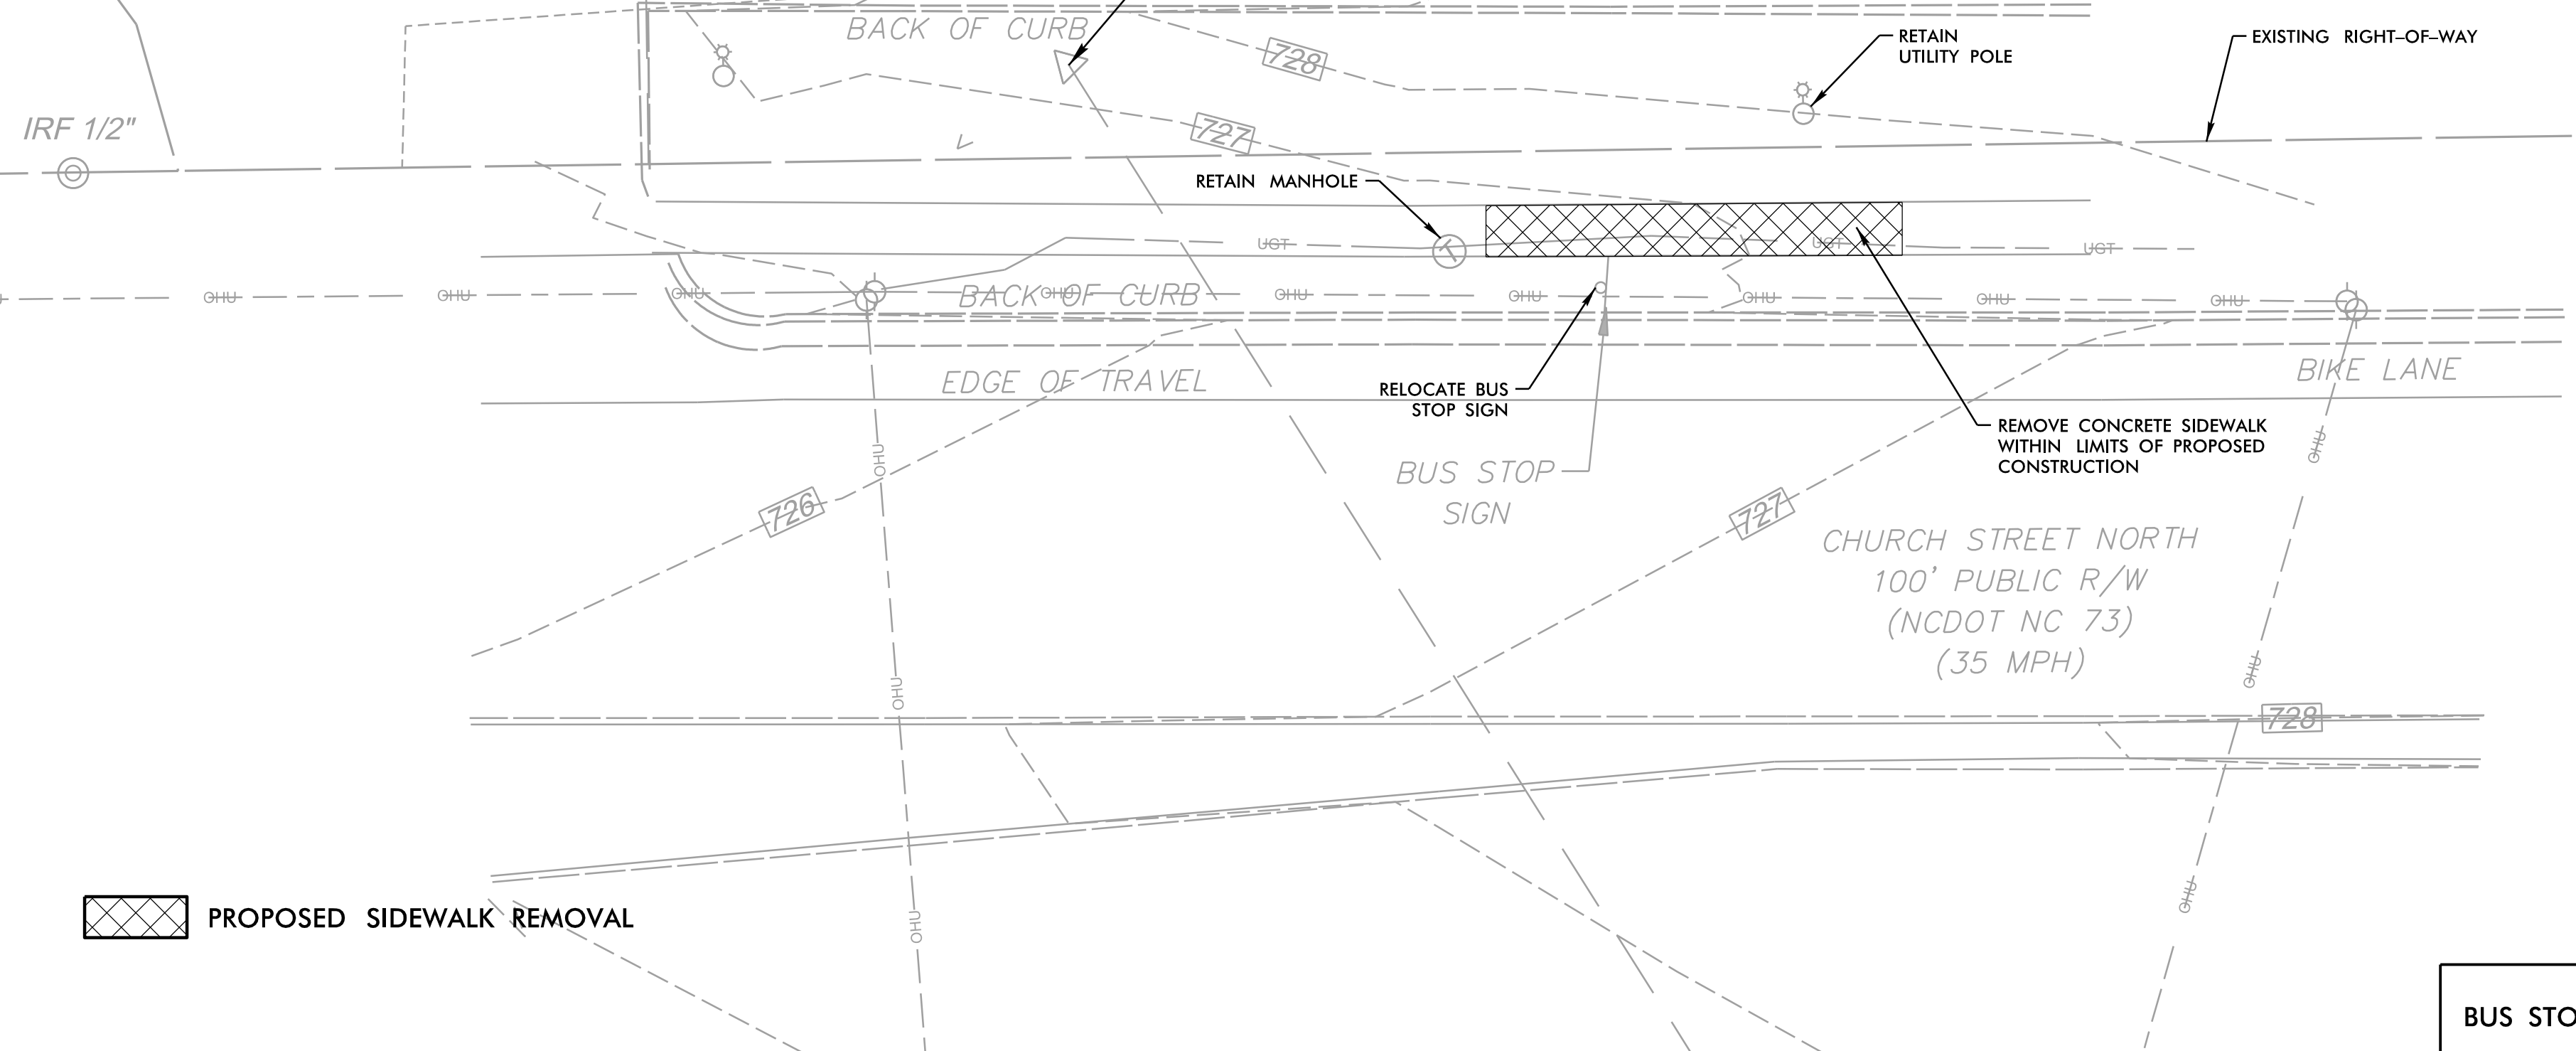 BACK OF CURB
728
RETAIN
UTILITY POLE
EXISTING RIGHT–OF–WAY
IRF 1/2"
727
RETAIN MANHOLE
T
UGT
UGT
UGT
OHU
OHU
OHU
BACK OF CURB
OHU
OHU
OHU
OHU
OHU
OHU
EDGE OF TRAVEL
RELOCATE BUS
STOP SIGN
BIKE LANE
REMOVE CONCRETE SIDEWALK
WITHIN LIMITS OF PROPOSED
CONSTRUCTION
OHU
OHU
BUS STOP
SIGN
726
727
CHURCH STREET NORTH
100' PUBLIC R/W
(NCDOT NC 73)
(35 MPH)
OHU
OHU
728
PROPOSED SIDEWALK REMOVAL
OHU
OHU
BUS STO